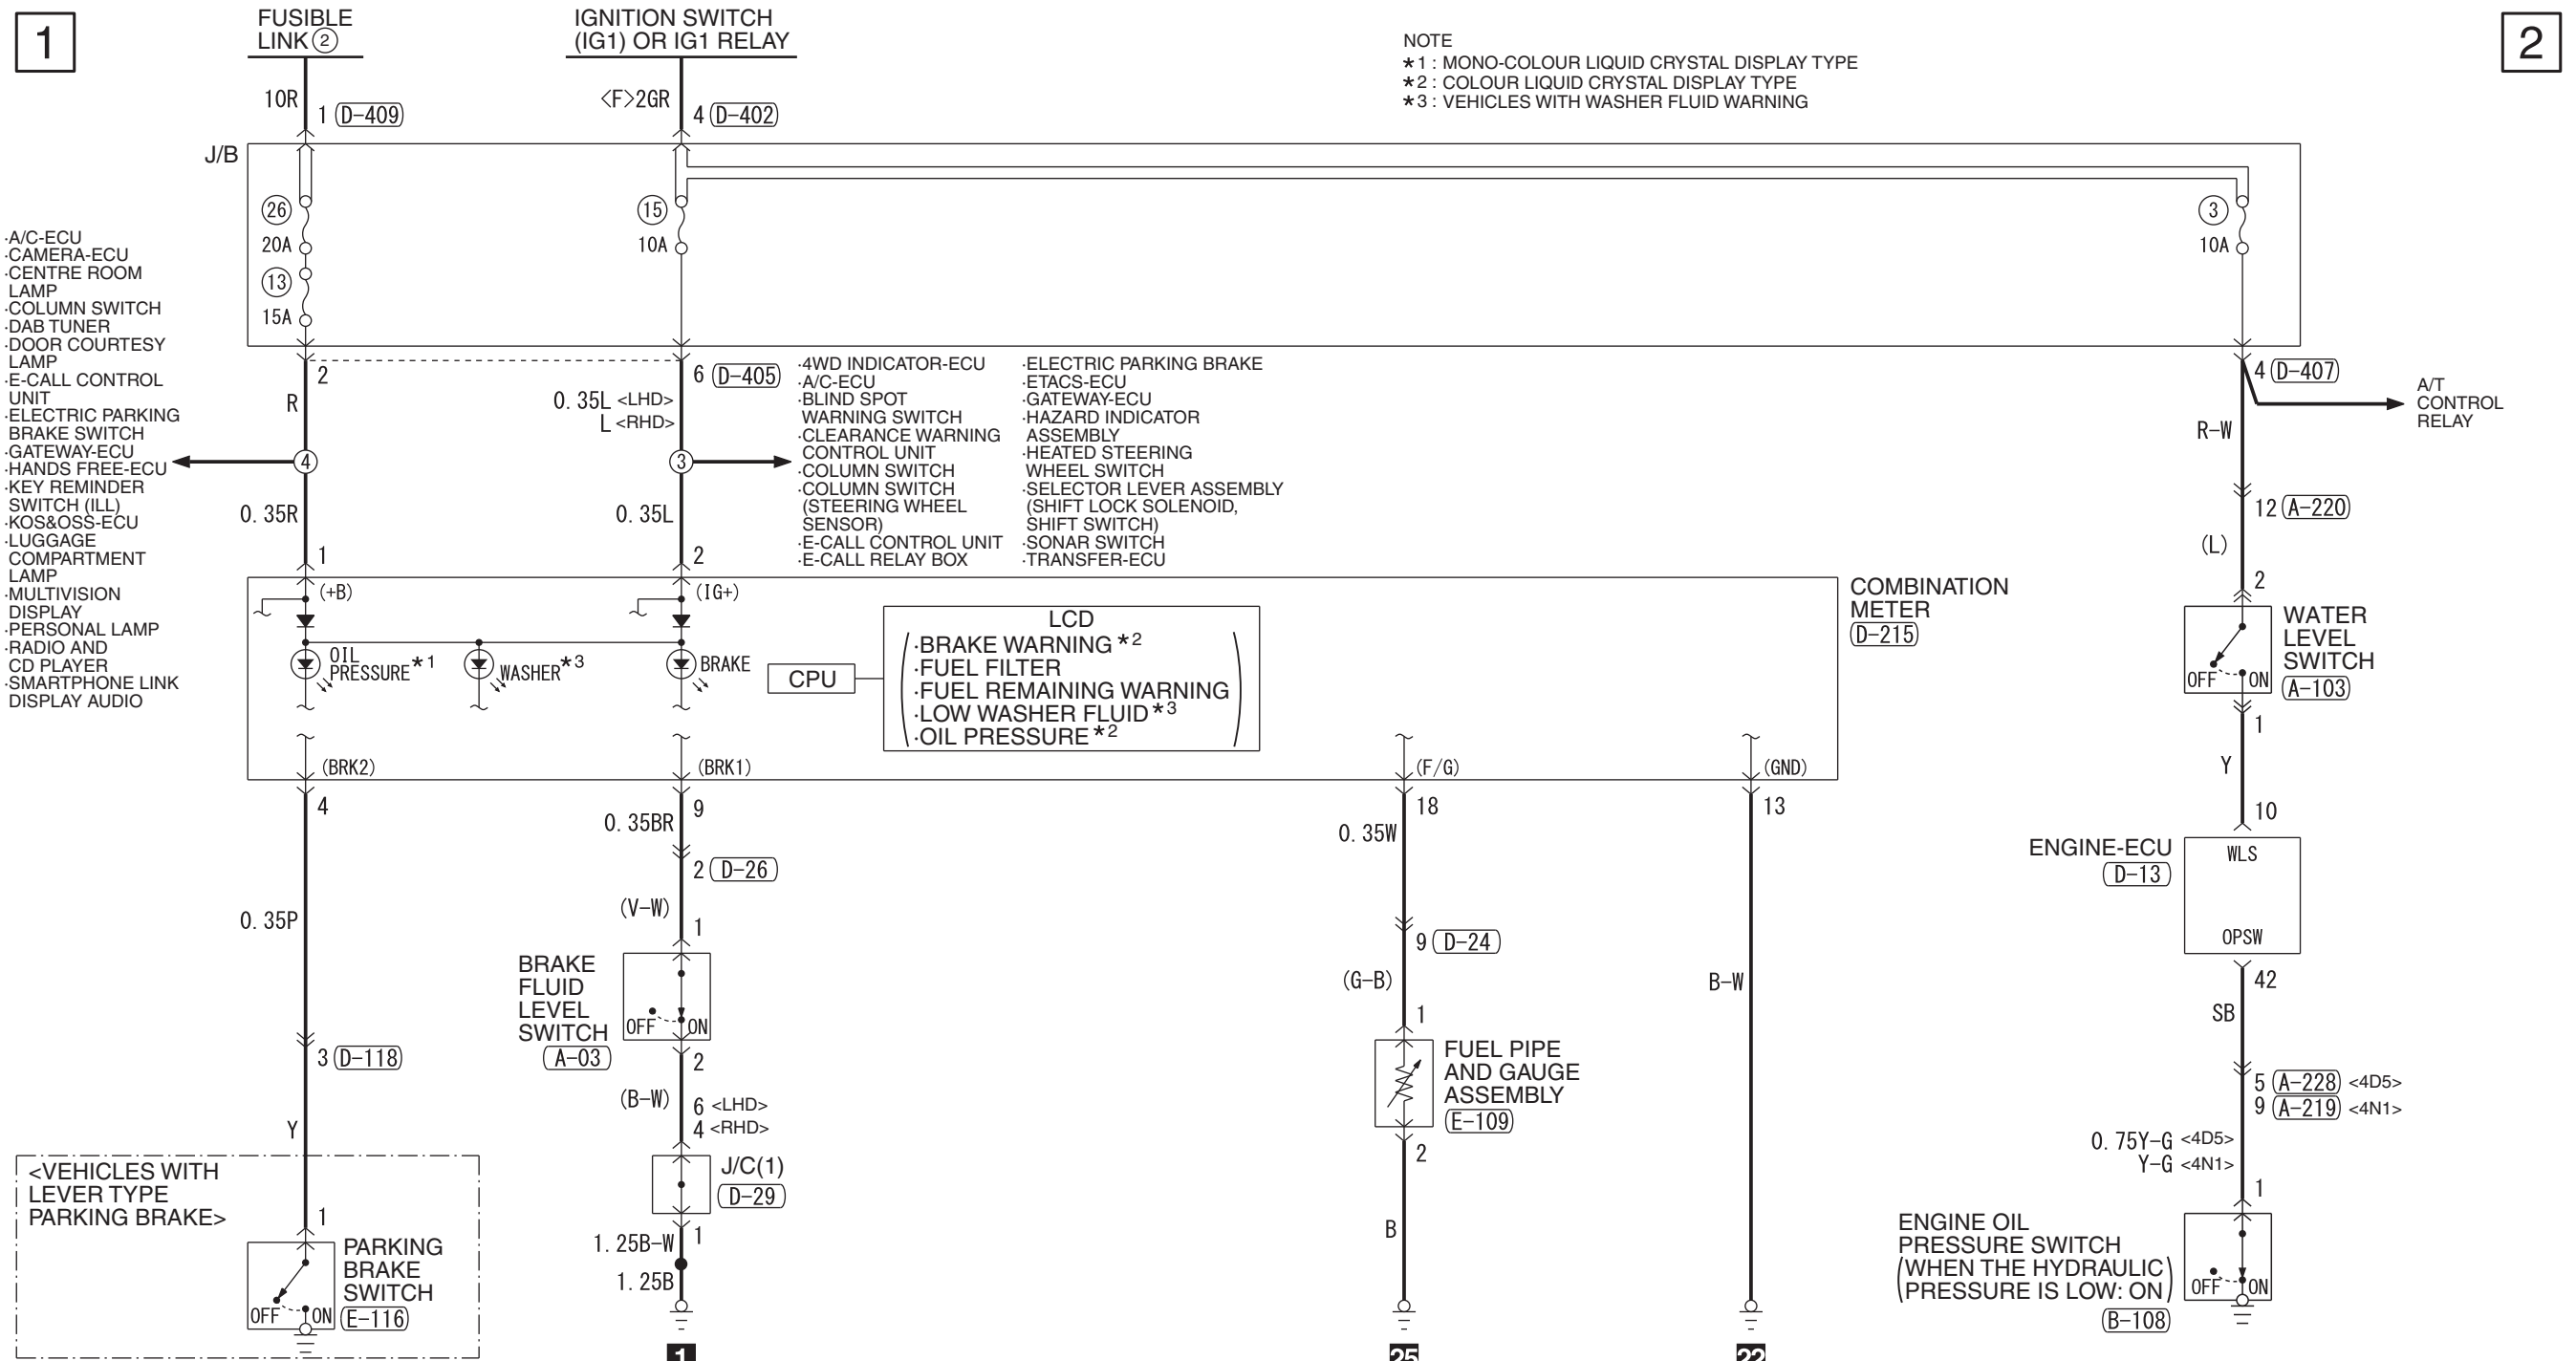 1
FUSIBLE
LINK ②
IGNITION SWITCH
(IG1) OR IG1 RELAY
NOTE
*1 : MONO-COLOUR LIQUID CRYSTAL DISPLAY TYPE
*2 : COLOUR LIQUID CRYSTAL DISPLAY TYPE
*3 : VEHICLES WITH WASHER FLUID WARNING
2
10R
1 D-409
<F>2GR
4 D-402
J/B
26
20A
13
15A
15
10A
3
10A
·A/C-ECU
·CAMERA-ECU
·CENTRE ROOM
LAMP
·COLUMN SWITCH
·DAB TUNER
·DOOR COURTESY
LAMP
·E-CALL CONTROL
UNIT
·ELECTRIC PARKING
BRAKE SWITCH
·GATEWAY-ECU
·HANDS FREE-ECU
·KEY REMINDER
SWITCH (ILL)
·KOS&OSS-ECU
·LUGGAGE
COMPARTMENT
LAMP
·MULTIVISION
DISPLAY
·PERSONAL LAMP
·RADIO AND
CD PLAYER
·SMARTPHONE LINK
DISPLAY AUDIO
2
R
4
0.35R
1
6 D-405
0.35L <LHD>
L <RHD>
3
0.35L
2
·4WD INDICATOR-ECU
·A/C-ECU
·BLIND SPOT
WARNING SWITCH
·CLEARANCE WARNING
CONTROL UNIT
·COLUMN SWITCH
·COLUMN SWITCH
(STEERING WHEEL
SENSOR)
·E-CALL CONTROL UNIT
·E-CALL RELAY BOX
·ELECTRIC PARKING BRAKE
·ETACS-ECU
·GATEWAY-ECU
·HAZARD INDICATOR
ASSEMBLY
·HEATED STEERING
WHEEL SWITCH
·SELECTOR LEVER ASSEMBLY
(SHIFT LOCK SOLENOID,
SHIFT SWITCH)
·SONAR SWITCH
·TRANSFER-ECU
4 D-407
A/T
CONTROL
RELAY
R-W
12 A-220
(L)
2
WATER
LEVEL
SWITCH
A-103
OFF ON
1
Y
10
(+B)
(IG+)
OIL
PRESSURE*1
WASHER*3
BRAKE
CPU
LCD
·BRAKE WARNING*2
·FUEL FILTER
·FUEL REMAINING WARNING
·LOW WASHER FLUID*3
·OIL PRESSURE*2
COMBINATION
METER
D-215
(BRK2)
(BRK1)
(F/G)
(GND)
4
0.35P
3 D-118
Y
<VEHICLES WITH
LEVER TYPE
PARKING BRAKE>
1
PARKING
BRAKE
SWITCH
E-116
OFF ON
9
0.35BR
2 D-26
(V-W)
1
BRAKE
FLUID
LEVEL
SWITCH
A-03
OFF ON
2
(B-W)
6 <LHD>
4 <RHD>
J/C(1)
D-29
1
1.25B-W
1.25B
1
18
0.35W
9 D-24
(G-B)
1
FUEL PIPE
AND GAUGE
ASSEMBLY
E-109
2
B
25
13
B-W
22
ENGINE-ECU
D-13
WLS
OPSW
42
SB
5 A-228 <4D5>
9 A-219 <4N1>
0.75Y-G <4D5>
Y-G <4N1>
1
ENGINE OIL
PRESSURE SWITCH
(WHEN THE HYDRAULIC
PRESSURE IS LOW: ON)
B-108
OFF ON